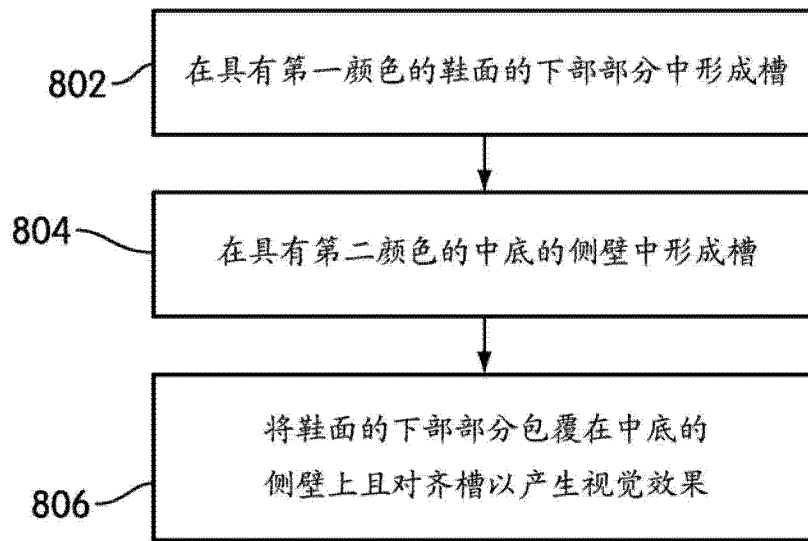 802
在具有第一颜色的鞋面的下部部分中形成槽
804
在具有第二颜色的中底的侧壁中形成槽
806
将鞋面的下部部分包覆在中底的
侧壁上且对齐槽以产生视觉效果